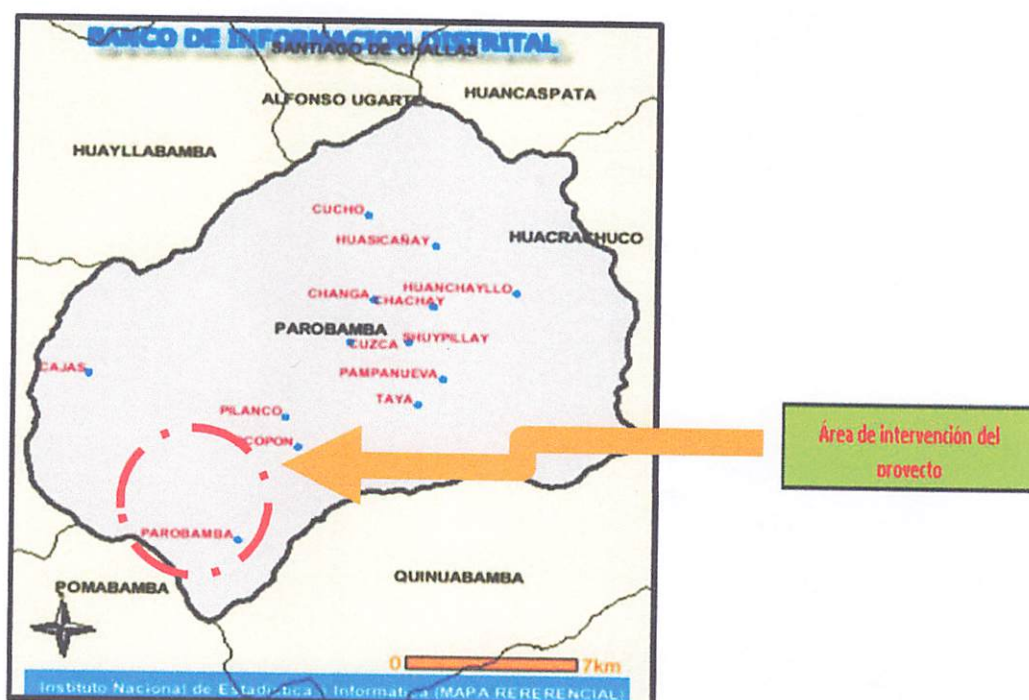 BANCO DE INFORMACION DISTRITAL
SANTIAGO DE CHALLAS
ALFONSO UGARTE
HUANCASPATA
HUAYLLABAMBA
CUCHO
HUASICAÑAY
HUACRACHUCO
HUANCHAYLLO
CHANGA
CHACHAY
PAROBAMBA
CUZCA
SHUYPILLAY
CAJAS
PAMPANUEVA
TAYA
PILANCO
COPON
Área de intervención del
proyecto
PAROBAMBA
POMABAMBA
QUINUABAMBA
0 7km
Instituto Nacional de Estadística Informática (MAPA RERERENCIAL)